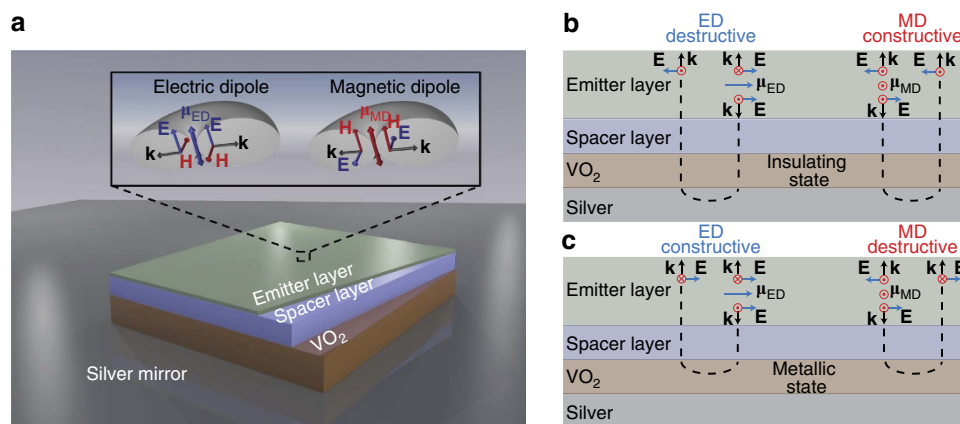 a
Electric dipole
Magnetic dipole
μED
E
E
k
k
H
H
μMD
H
H
E
k
k
E
Emitter layer
Spacer layer
VO2
Silver mirror
b
ED
destructive
MD
constructive
E k
k E
E k
k
E
Emitter layer
μED
μMD
k E
k E
Spacer layer
VO2
Insulating
state
Silver
c
ED
constructive
MD
destructive
k E
k E
E k
k E
Emitter layer
μED
μMD
k E
k E
Spacer layer
VO2
Metallic
state
Silver